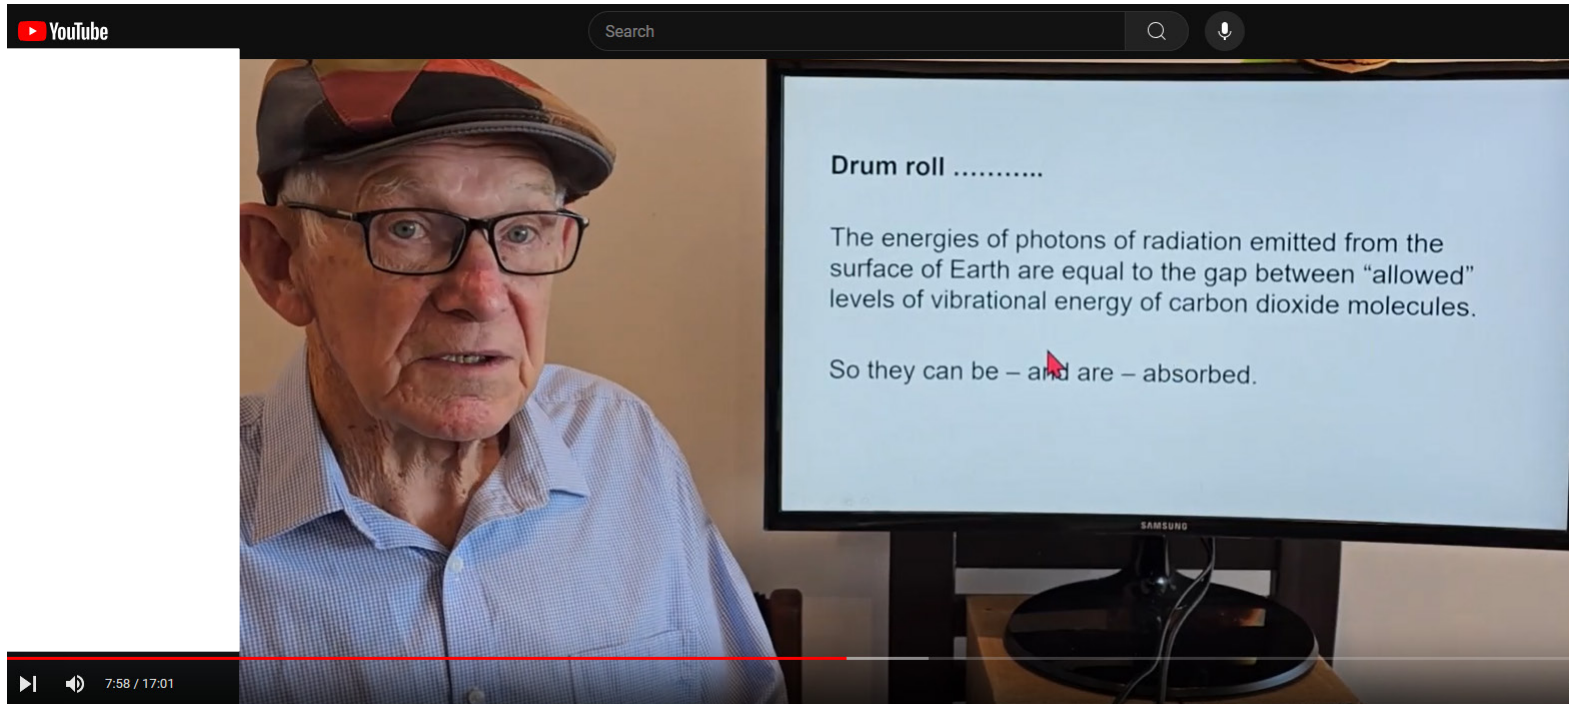 YouTube
Search
Drum roll ...........
The energies of photons of radiation emitted from the
surface of Earth are equal to the gap between “allowed”
levels of vibrational energy of carbon dioxide molecules.
So they can be – and are – absorbed.
SAMSUNG
7:58 / 17:01